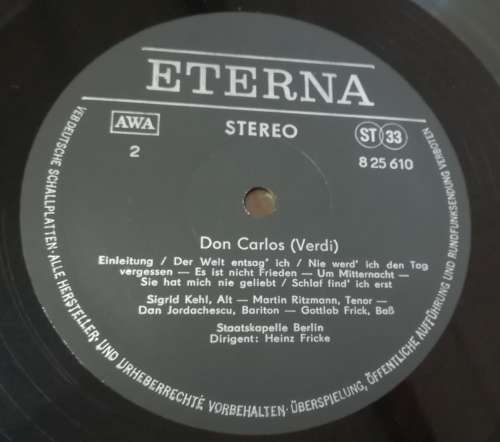 ETERNA
AWA
STEREO
ST 33
2
8 25 610
Don Carlos (Verdi)
Einleitung / Der Welt entsag' ich / Nie werd' ich den Tag
vergessen — Es ist nicht Frieden — Um Mitternacht —
Sie hat mich nie geliebt / Schlaf find' ich erst
Sigrid Kehl, Alt — Martin Ritzmann, Tenor —
Dan Jordachescu, Bariton — Gottlob Frick, Baß
Staatskapelle Berlin
Dirigent: Heinz Fricke
VEB DEUTSCHE SCHALLPLATTEN · ALLE HERSTELLER- UND URHEBERRECHTE VORBEHALTEN · ÜBERSPIELUNG, ÖFFENTLICHE AUFFÜHRUNG UND RUNDFUNKSENDUNG VERBOTEN